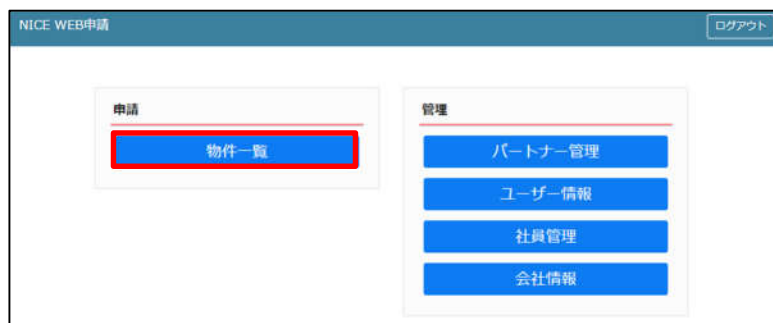 NICE WEB申請
ログアウト
申請
物件一覧
管理
パートナー管理
ユーザー情報
社員管理
会社情報